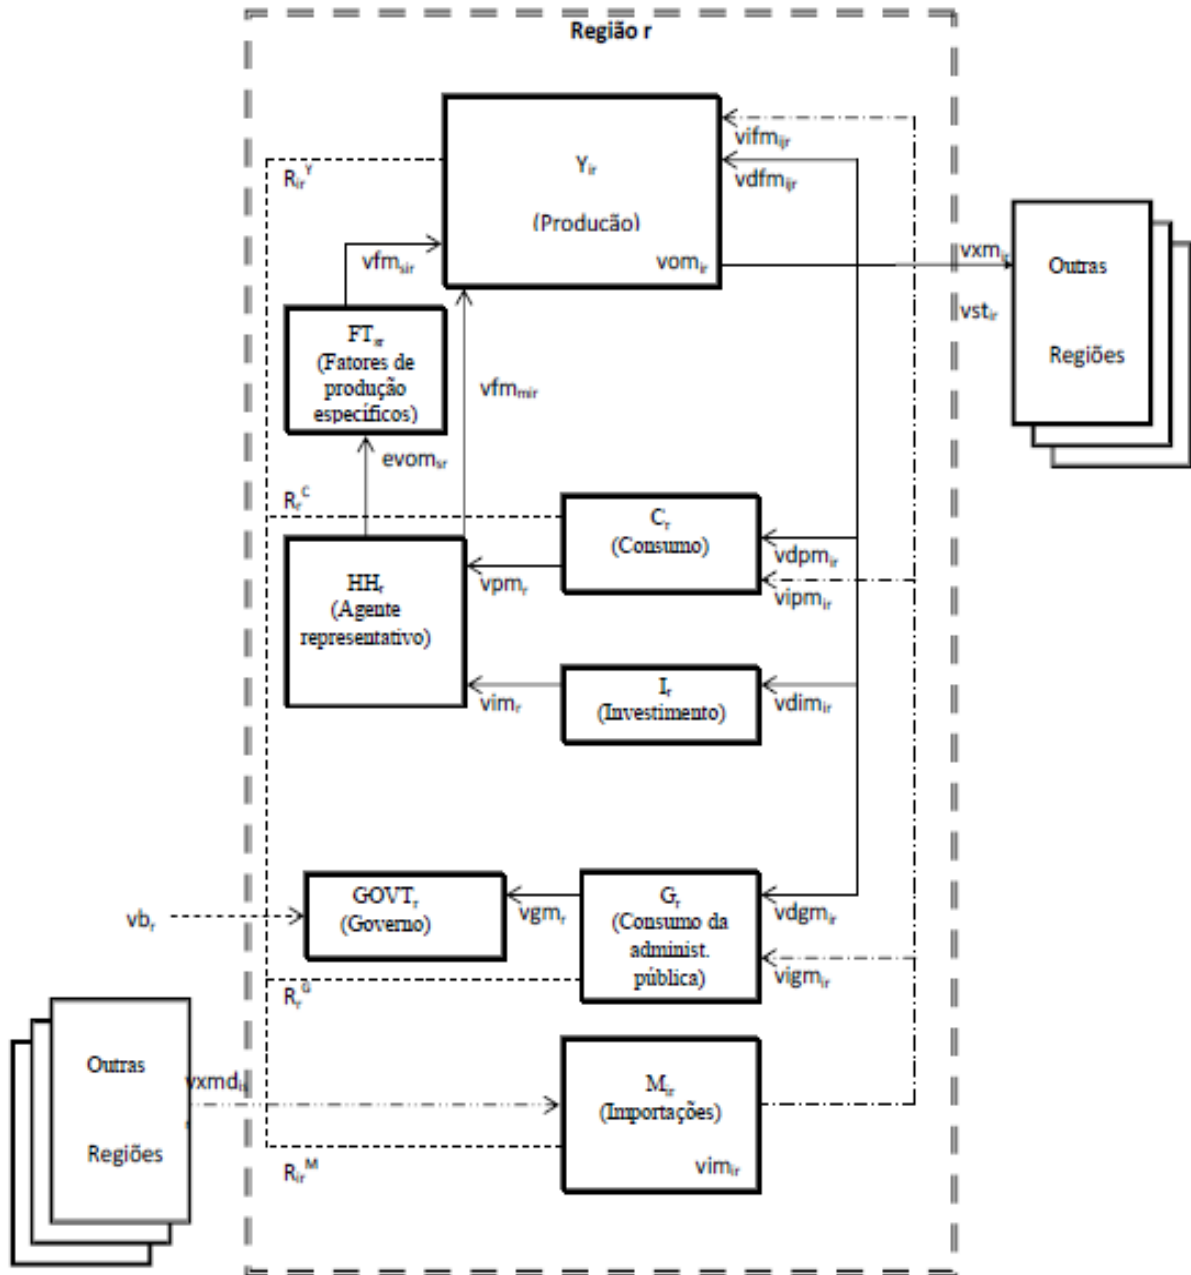 Região r
vifm_ijr
Y_ir
vdfm_ijr
R_ir^Y
(Producão)
vfm_sir
vom_ir
vxm_ir
Outras
vst_ir
Regiões
FT_sr
(Fatores de
produção
específicos)
vfm_mir
evom_sr
R_r^C
C_r
(Consumo)
vdpm_ir
HH_r
(Agente
representativo)
vpm_r
vipm_ir
I_r
(Investimento)
vim_r
vdim_ir
GOVT_r
(Governo)
vb_r
vgm_r
G_r
(Consumo da
administ.
pública)
vdgm_ir
vigm_ir
R_r^G
Outras
Regiões
M_ir
(Importações)
vim_ir
R_ir^M